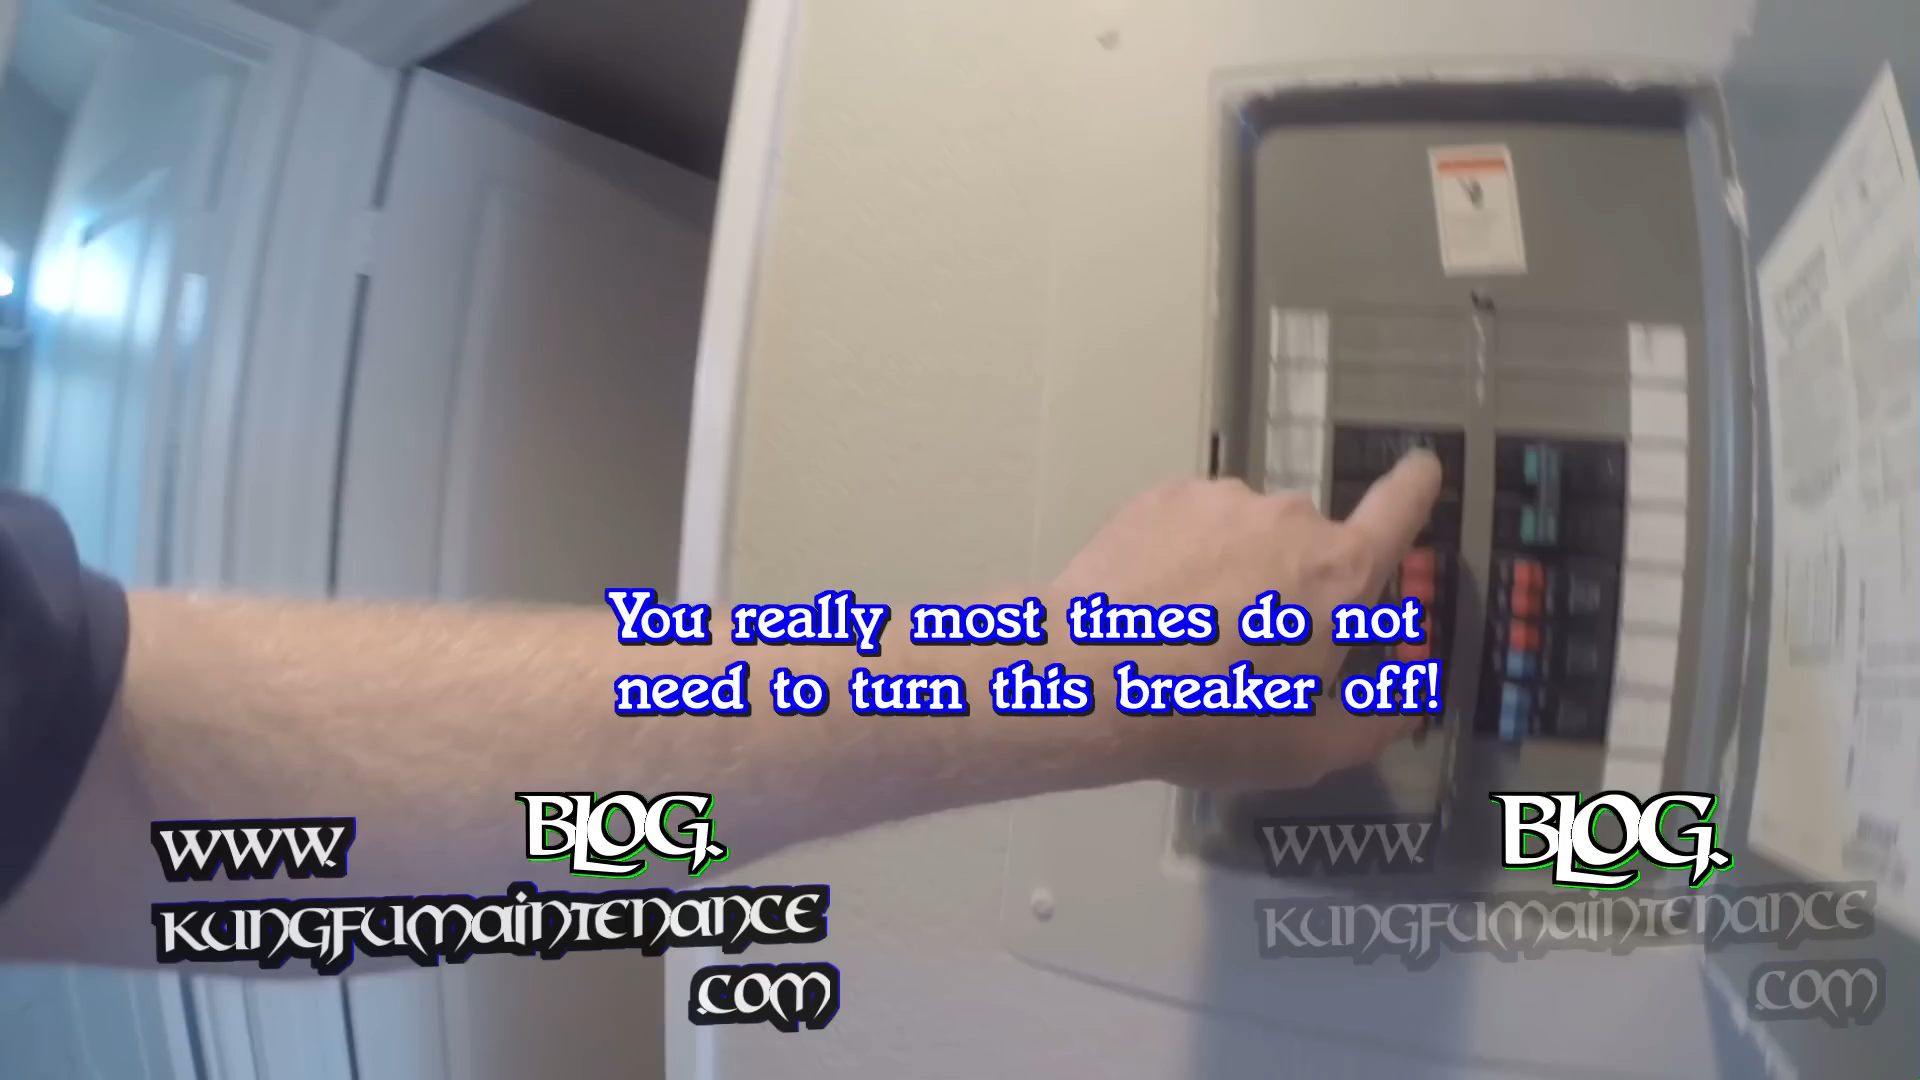 You really most times do not
need to turn this breaker off!
www. BLOG.
KUNGFUMAINTENANCE
.COM
www. BLOG.
KUNGFUMAINTENANCE
.COM